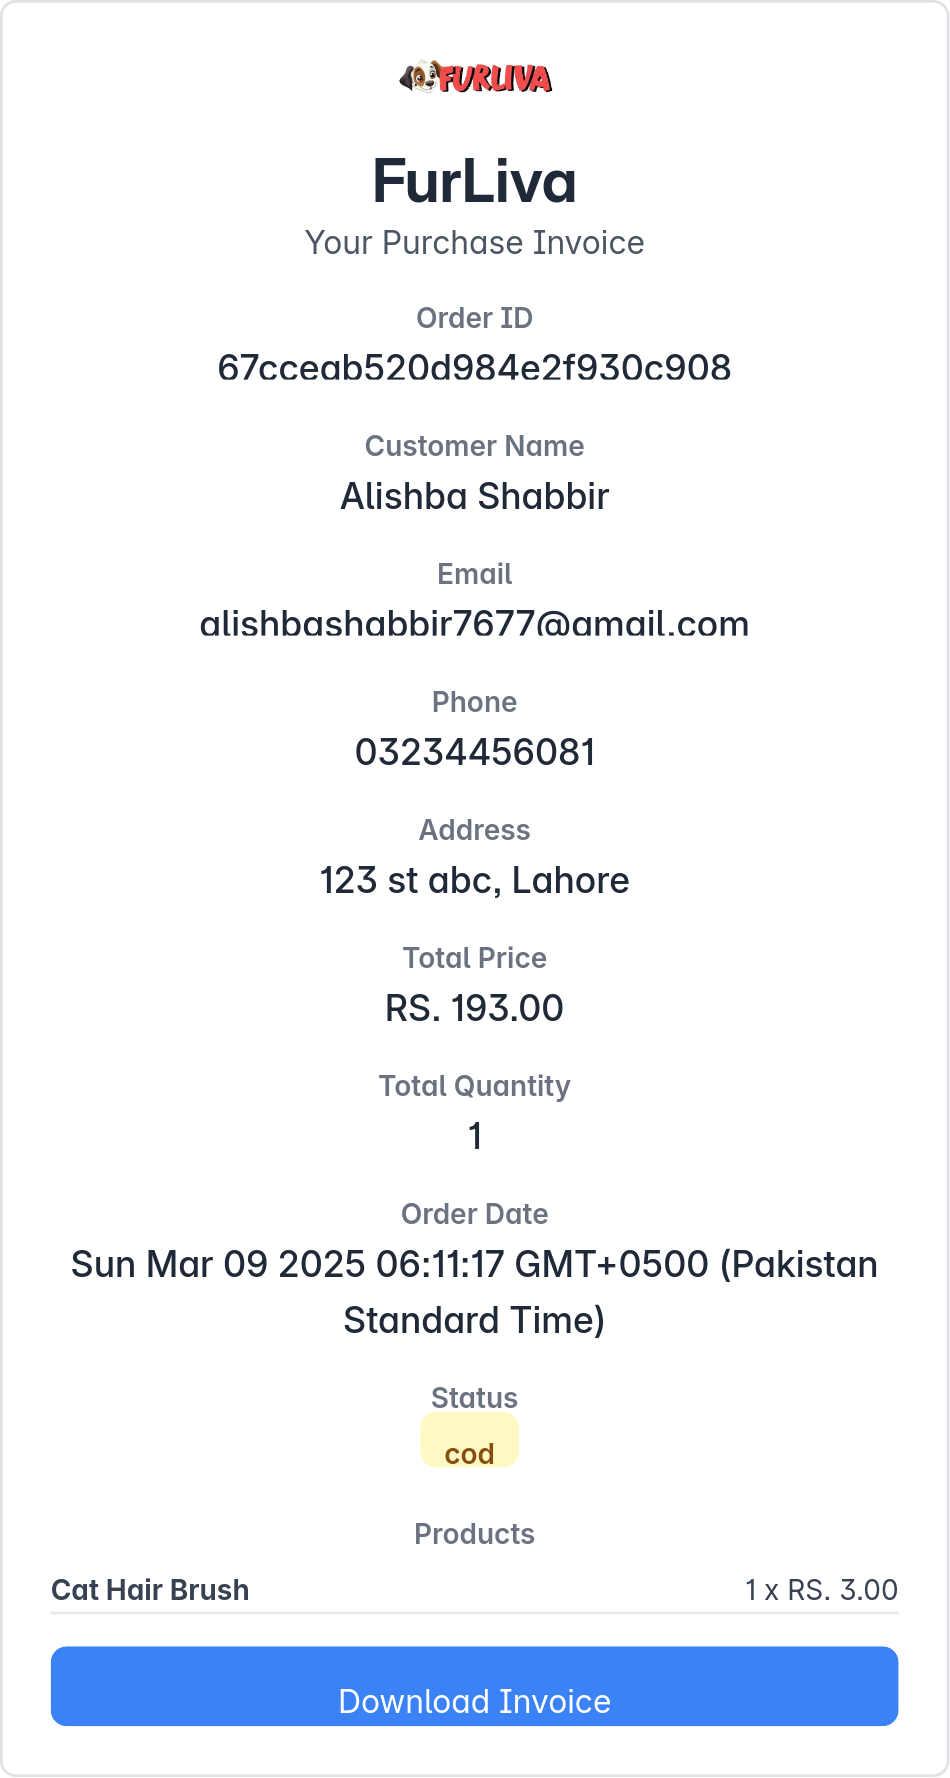 FURLIVA
FurLiva
Your Purchase Invoice
Order ID
67cceab520d984e2f930c908
Customer Name
Alishba Shabbir
Email
alishbashabbir7677@gmail.com
Phone
03234456081
Address
123 st abc, Lahore
Total Price
RS. 193.00
Total Quantity
1
Order Date
Sun Mar 09 2025 06:11:17 GMT+0500 (Pakistan
Standard Time)
Status
cod
Products
Cat Hair Brush 1 x RS. 3.00
Download Invoice